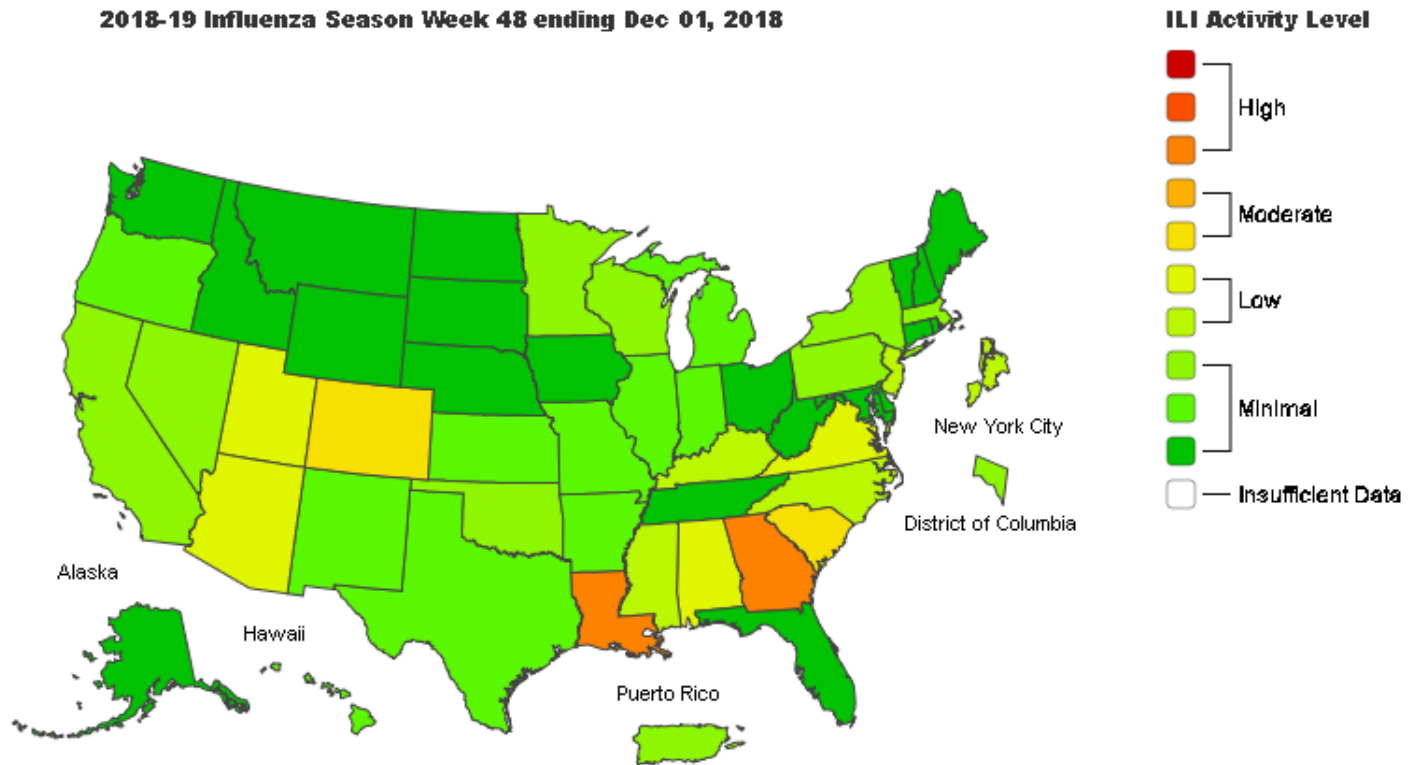 2018-19 Influenza Season Week 48 ending Dec 01, 2018
ILI Activity Level
High
Moderate
Low
Minimal
Insufficient Data
New York City
District of Columbia
Alaska
Hawaii
Puerto Rico